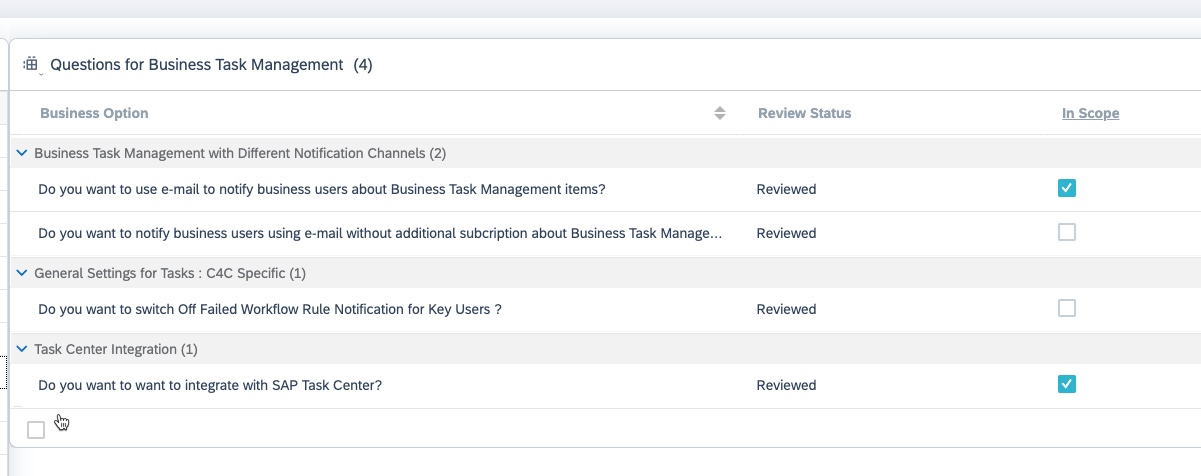 Questions for Business Task Management (4)
Business Option Review Status In Scope
Business Task Management with Different Notification Channels (2)
Do you want to use e-mail to notify business users about Business Task Management items? Reviewed
Do you want to notify business users using e-mail without additional subcription about Business Task Manage... Reviewed
General Settings for Tasks : C4C Specific (1)
Do you want to switch Off Failed Workflow Rule Notification for Key Users ? Reviewed
Task Center Integration (1)
Do you want to want to integrate with SAP Task Center? Reviewed